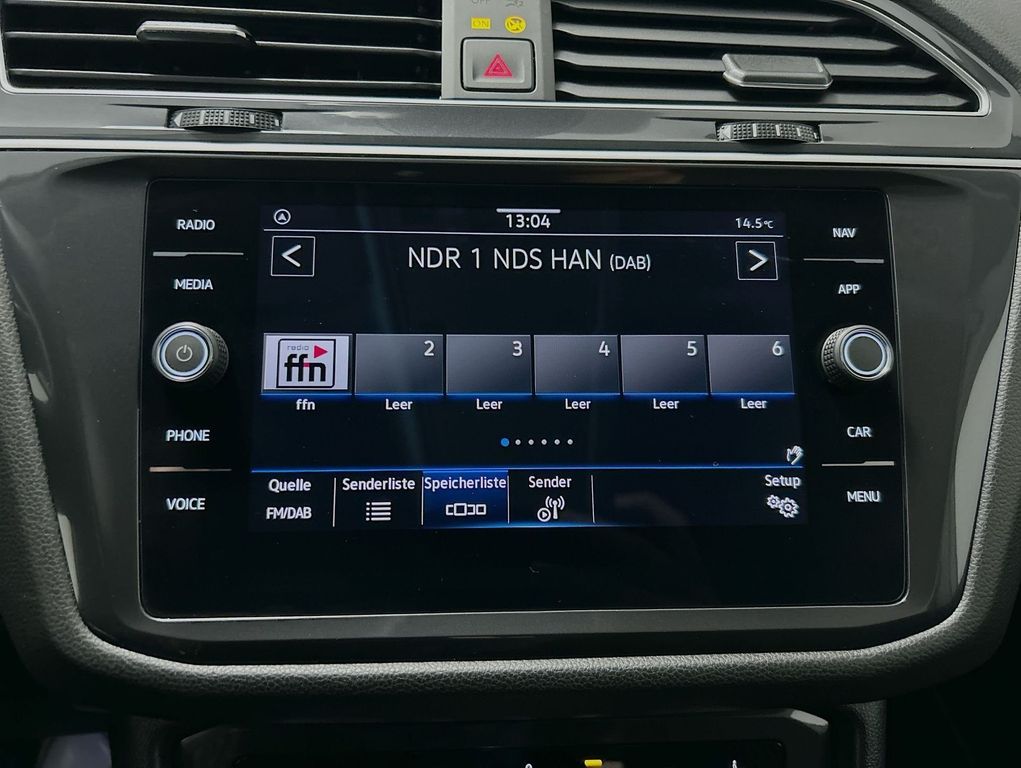 OFF
ON
RADIO
MEDIA
PHONE
VOICE
13:04
14.5°C
<
NDR 1 NDS HAN (DAB)
>
radio
ffn
2
3
4
5
6
ffn
Leer
Leer
Leer
Leer
Leer
Quelle
FM/DAB
Senderliste
Speicherliste
Sender
Setup
NAV
APP
CAR
MENU